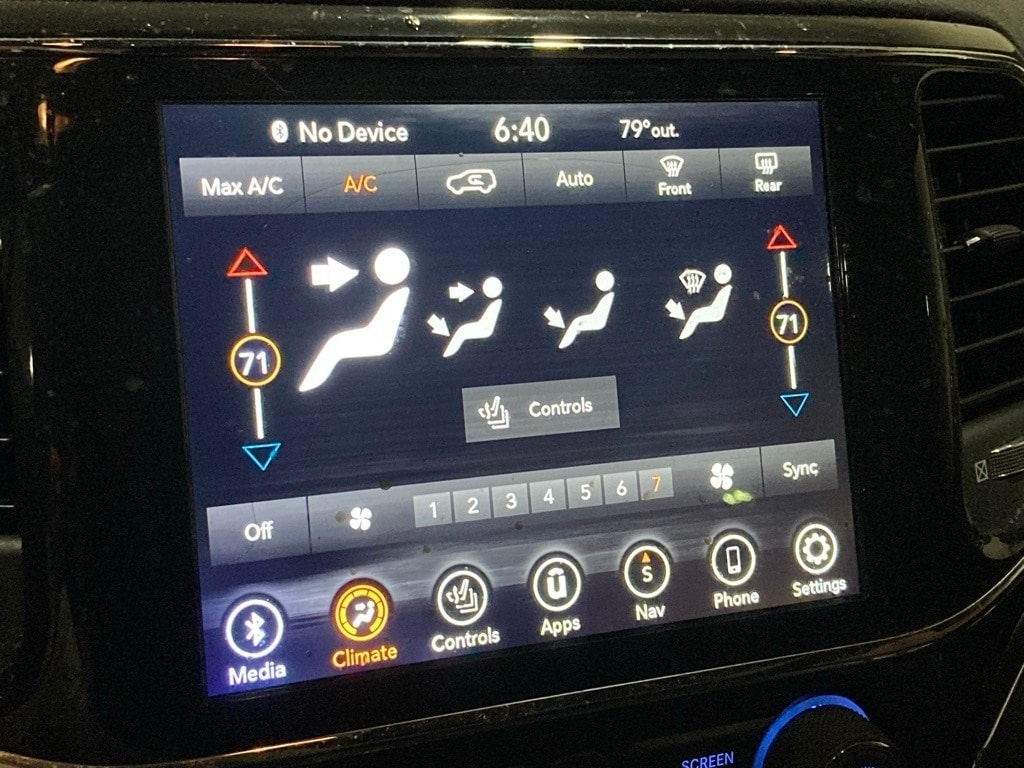 No Device 6:40 79°out.
Max A/C A/C Auto Front Rear
71 71
Controls
Off 1 2 3 4 5 6 7 Sync
Media Climate Controls Apps S Nav Phone Settings
SCREEN